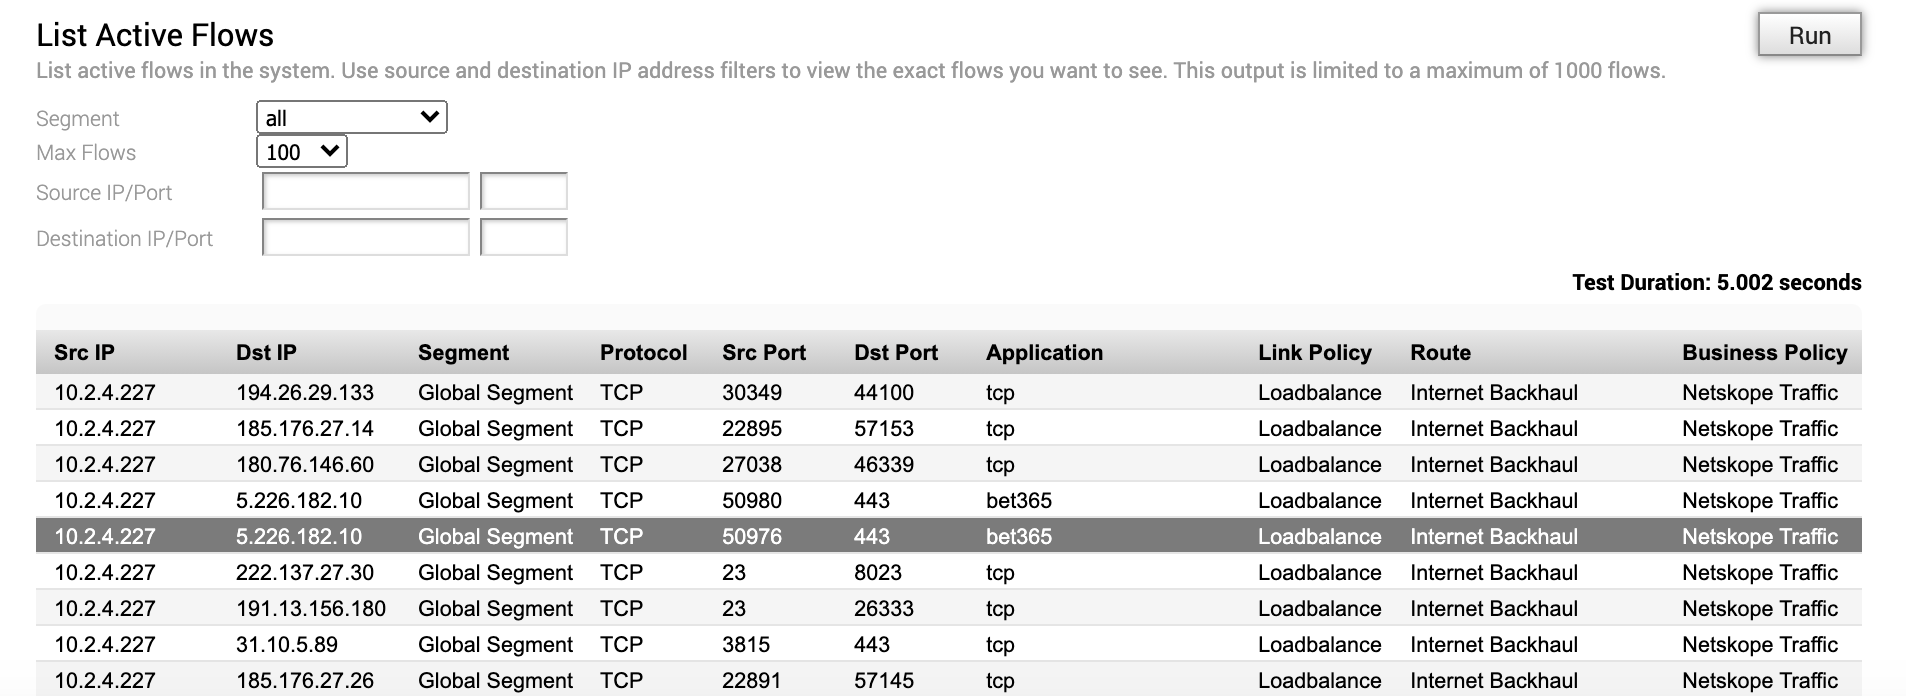 List Active Flows
Run
List active flows in the system. Use source and destination IP address filters to view the exact flows you want to see. This output is limited to a maximum of 1000 flows.
Segment all
Max Flows 100
Source IP/Port
Destination IP/Port
Test Duration: 5.002 seconds
Src IP Dst IP Segment Protocol Src Port Dst Port Application Link Policy Route Business Policy
10.2.4.227 194.26.29.133 Global Segment TCP 30349 44100 tcp Loadbalance Internet Backhaul Netskope Traffic
10.2.4.227 185.176.27.14 Global Segment TCP 22895 57153 tcp Loadbalance Internet Backhaul Netskope Traffic
10.2.4.227 180.76.146.60 Global Segment TCP 27038 46339 tcp Loadbalance Internet Backhaul Netskope Traffic
10.2.4.227 5.226.182.10 Global Segment TCP 50980 443 bet365 Loadbalance Internet Backhaul Netskope Traffic
10.2.4.227 5.226.182.10 Global Segment TCP 50976 443 bet365 Loadbalance Internet Backhaul Netskope Traffic
10.2.4.227 222.137.27.30 Global Segment TCP 23 8023 tcp Loadbalance Internet Backhaul Netskope Traffic
10.2.4.227 191.13.156.180 Global Segment TCP 23 26333 tcp Loadbalance Internet Backhaul Netskope Traffic
10.2.4.227 31.10.5.89 Global Segment TCP 3815 443 tcp Loadbalance Internet Backhaul Netskope Traffic
10.2.4.227 185.176.27.26 Global Segment TCP 22891 57145 tcp Loadbalance Internet Backhaul Netskope Traffic